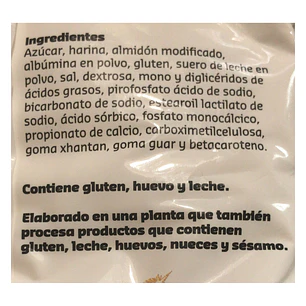 Ingredientes
Azúcar, harina, almidón modificado,
albúmina en polvo, gluten, suero de leche en
polvo, sal, dextrosa, mono y diglicéridos de
ácidos grasos, pirofosfato ácido de sodio,
bicarbonato de sodio, estearoil lactilato de
sodio, ácido sórbico, fosfato monocálcico,
propionato de calcio, carboximetilcelulosa,
goma xhantan, goma guar y betacaroteno.
Contiene gluten, huevo y leche.
Elaborado en una planta que también
procesa productos que contienen
gluten, leche, huevos, nueces y sésamo.